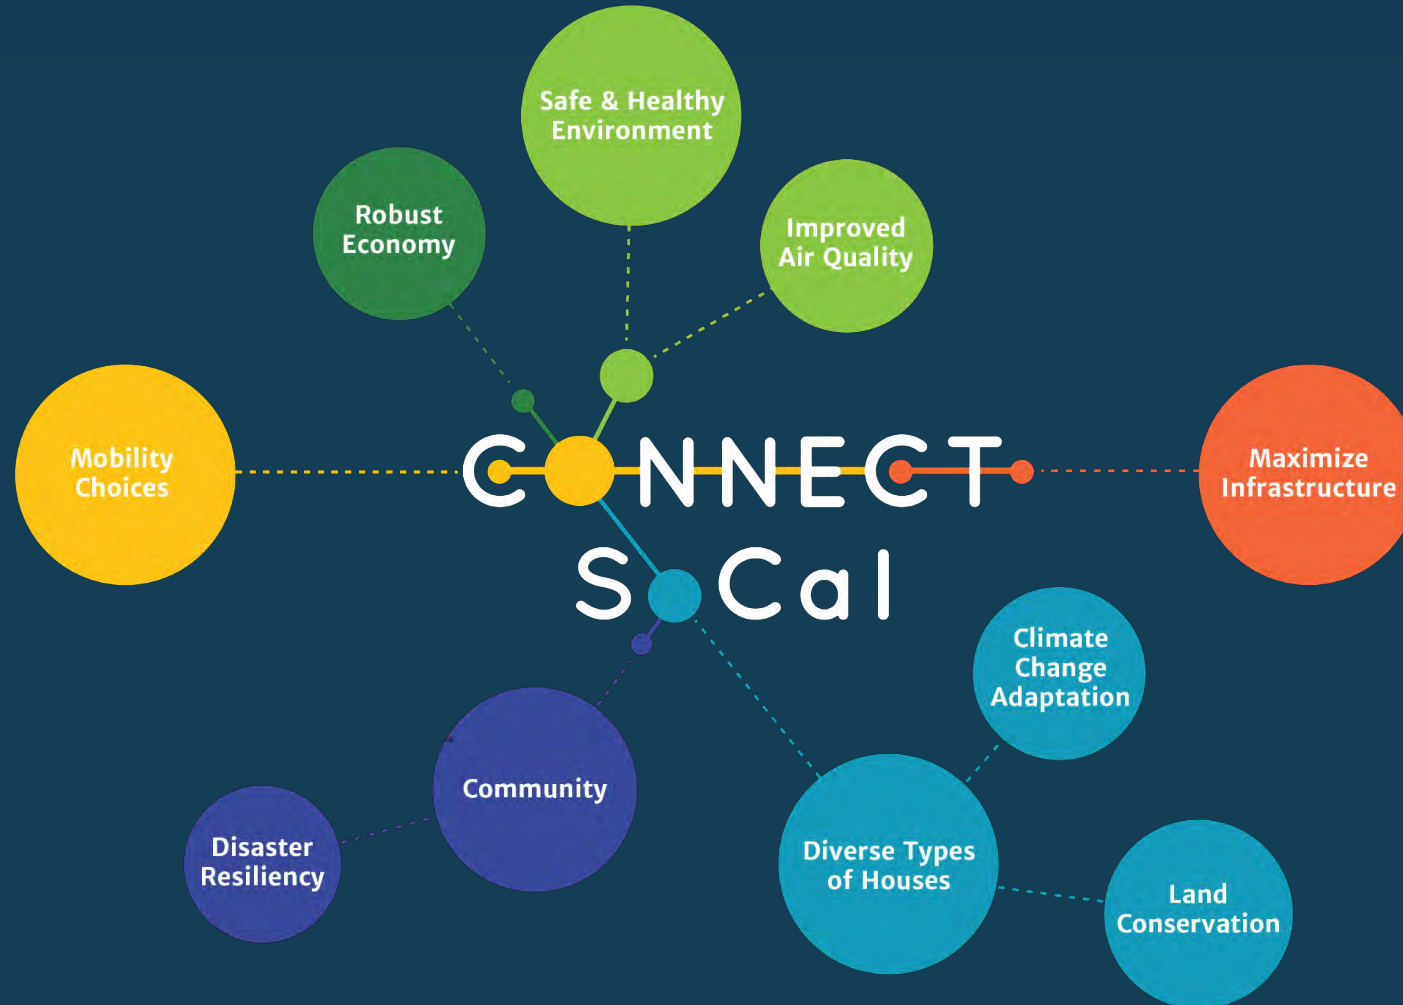 Safe & Healthy
Environment
Robust
Economy
Improved
Air Quality
Mobility
Choices
CONNECT
Maximize
Infrastructure
SoCal
Climate
Change
Adaptation
Community
Disaster
Resiliency
Diverse Types
of Houses
Land
Conservation